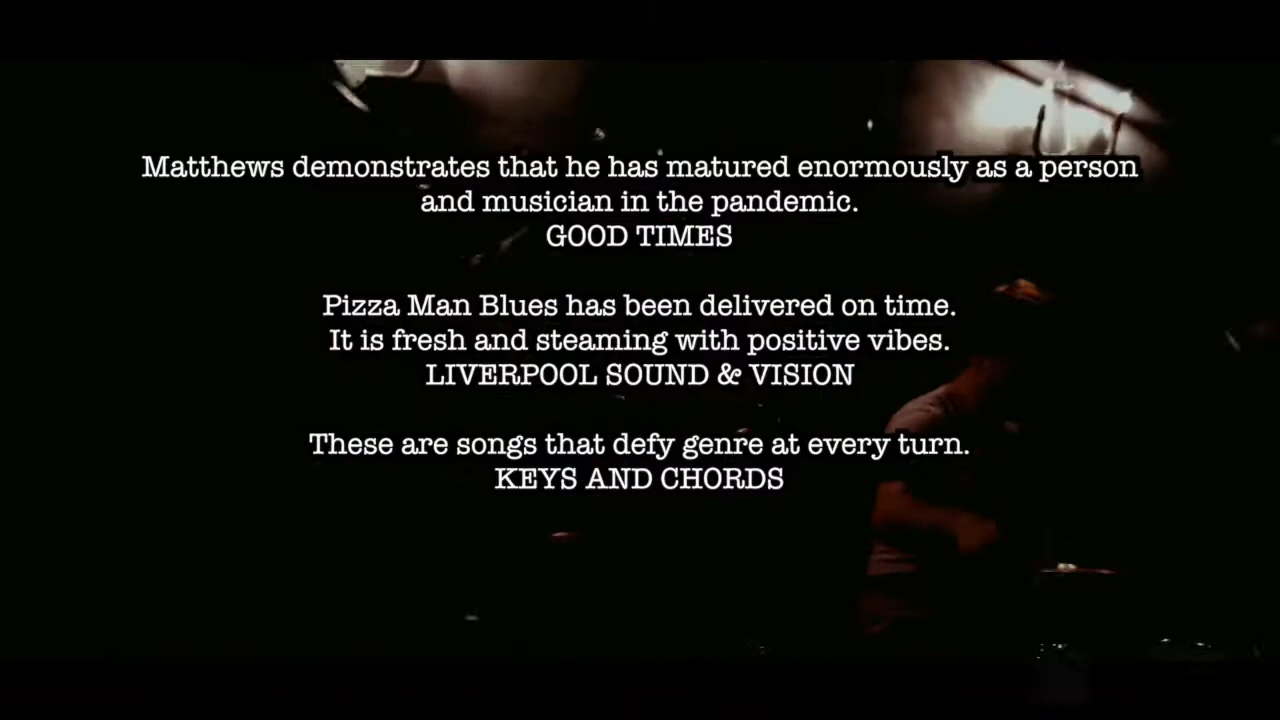 Matthews demonstrates that he has matured enormously as a person
and musician in the pandemic.
GOOD TIMES
Pizza Man Blues has been delivered on time.
It is fresh and steaming with positive vibes.
LIVERPOOL SOUND & VISION
These are songs that defy genre at every turn.
KEYS AND CHORDS